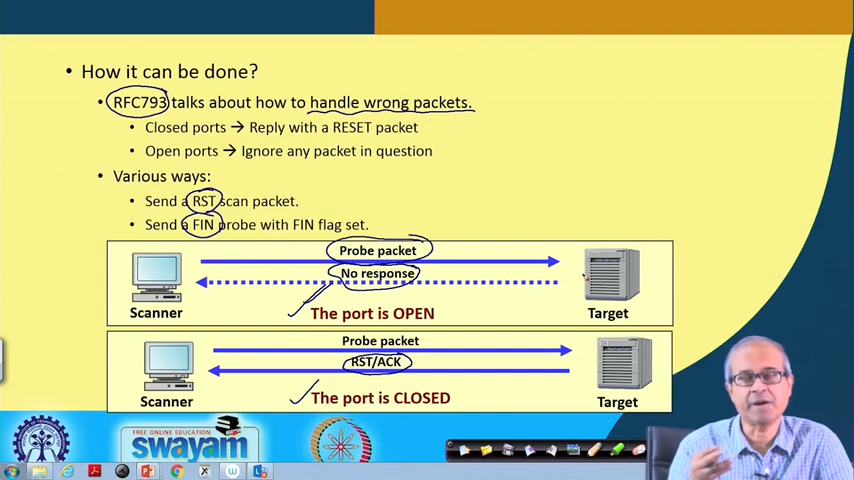 • How it can be done?
• RFC793 talks about how to handle wrong packets.
• Closed ports → Reply with a RESET packet
• Open ports → Ignore any packet in question
• Various ways:
• Send a RST scan packet.
• Send a FIN probe with FIN flag set.
Probe packet
No response
Scanner
The port is OPEN
Target
Probe packet
RST/ACK
Scanner
The port is CLOSED
Target
FREE ONLINE EDUCATION
swayam